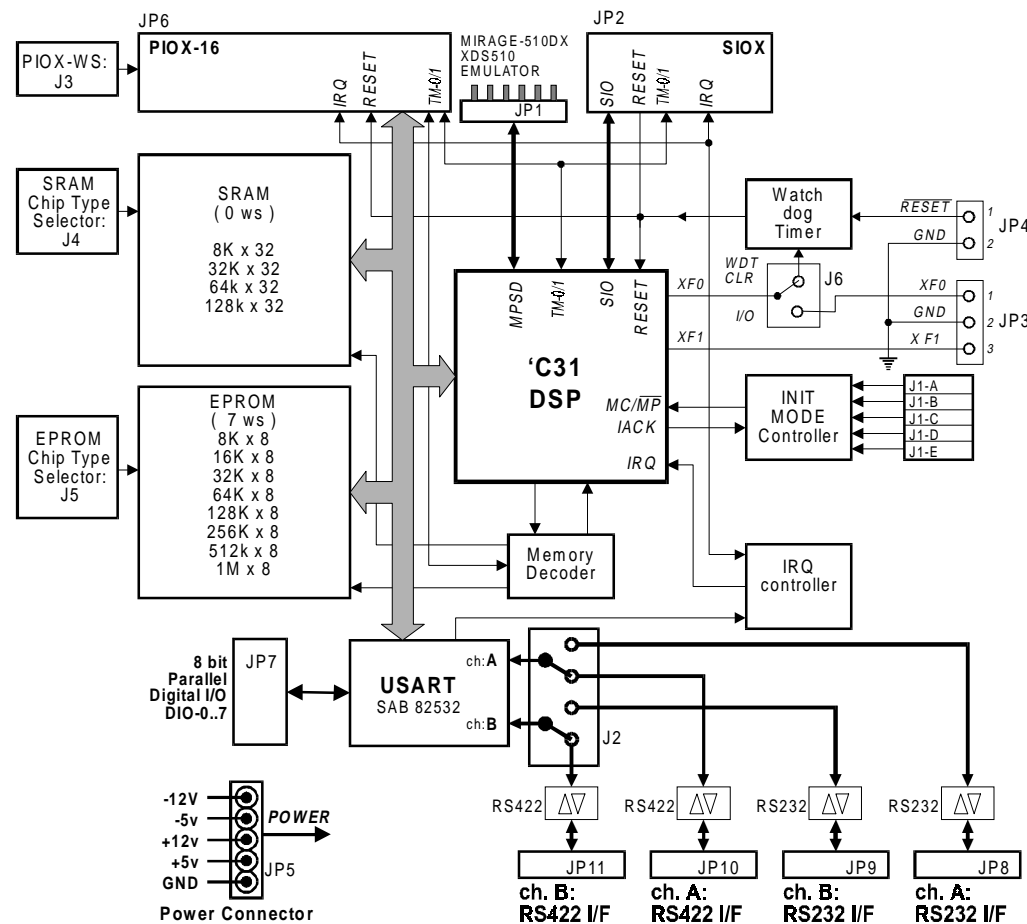 JP6
PIOX-16
IRQ
RESET
TM-0/1
PIOX-WS:
J3
MIRAGE-510DX
XDS510
EMULATOR
JP1
JP2
SIOX
SIO
RESET
TM-0/1
IRQ
SRAM
Chip Type
Selector:
J4
SRAM
( 0 ws )
8K x 32
32K x 32
64k x 32
128k x 32
Watch
dog
Timer
RESET
1
GND
2
JP4
WDT
CLR
J6
I/O
XF0
XF1
XF0
1
GND
2
X F1
3
JP3
MPSD
TM-0/1
SIO
RESET
'C31
DSP
MC/MP
IACK
IRQ
INIT
MODE
Controller
J1-A
J1-B
J1-C
J1-D
J1-E
EPROM
Chip Type
Selector:
J5
EPROM
( 7 ws )
8K x 8
16K x 8
32K x 8
64K x 8
128K x 8
256K x 8
512k x 8
1M x 8
Memory
Decoder
IRQ
controller
8 bit
Parallel
Digital I/O
DIO-0..7
JP7
USART
SAB 82532
ch:A
ch:B
J2
RS422
RS422
RS232
RS232
JP11
JP10
JP9
JP8
ch. B:
RS422 I/F
ch. A:
RS422 I/F
ch. B:
RS232 I/F
ch. A:
RS232 I/F
-12V
-5v
+12v
+5v
GND
POWER
JP5
Power Connector